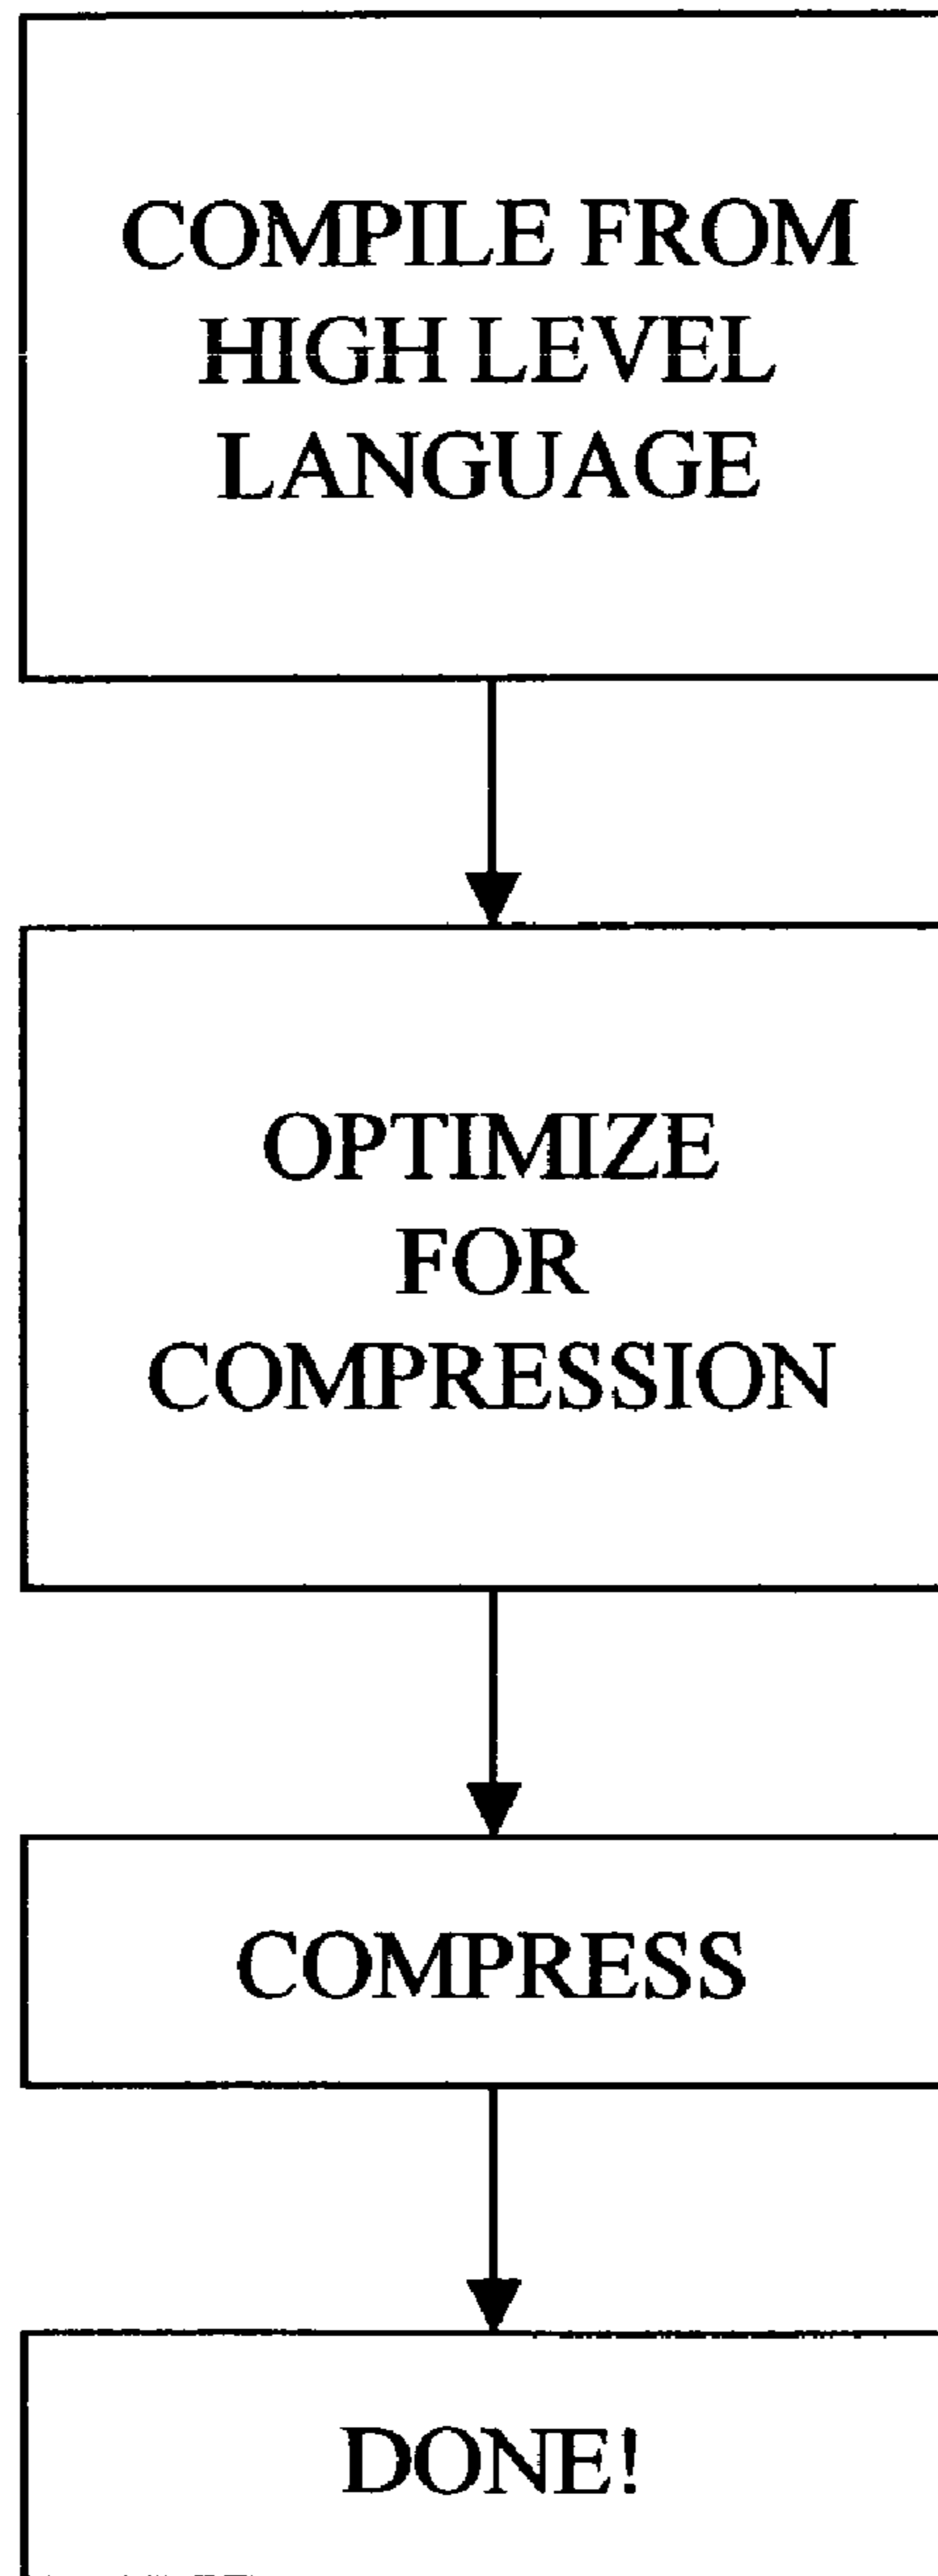 COMPILE FROM
HIGH LEVEL
LANGUAGE
OPTIMIZE
FOR
COMPRESSION
COMPRESS
DONE!